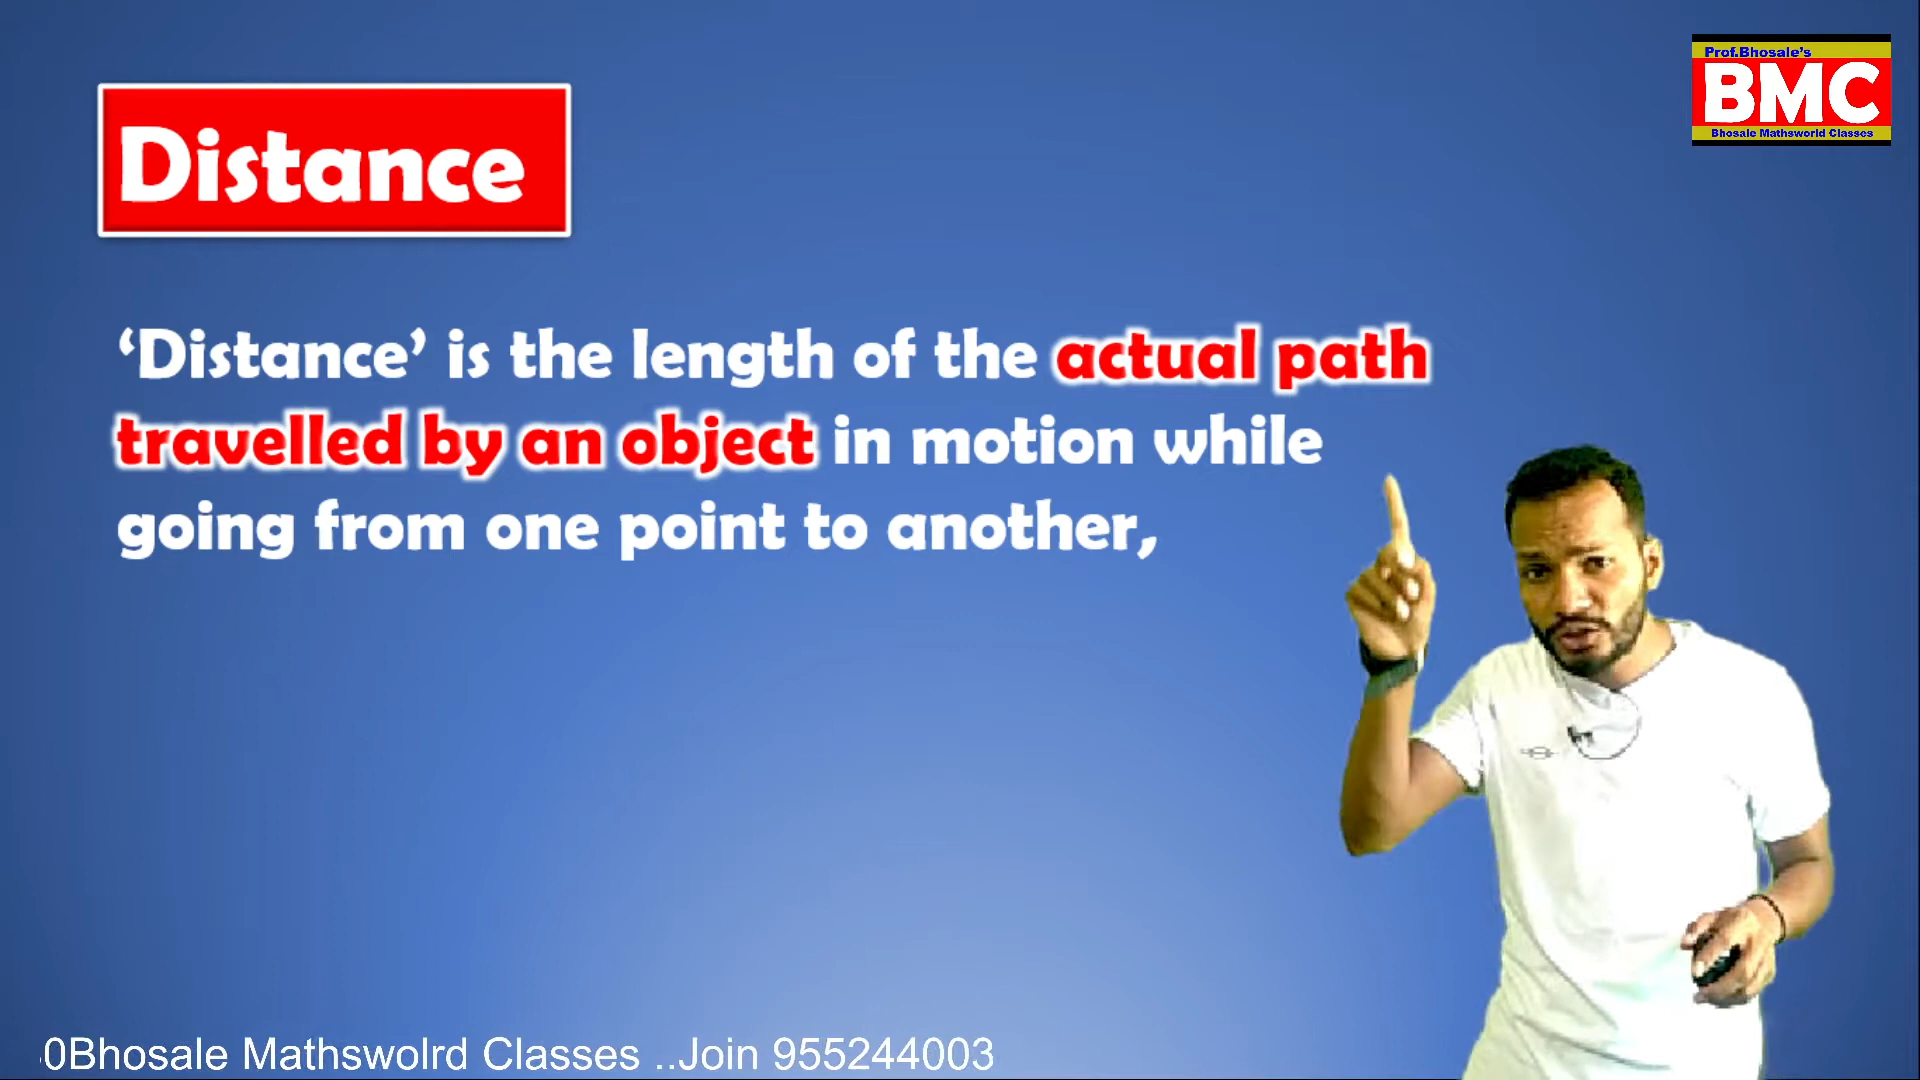 Prof.Bhosale's
BMC
Bhosale Mathsworld Classes
Distance
‘Distance’ is the length of the actual path
travelled by an object in motion while
going from one point to another,
0Bhosale Mathswolrd Classes ..Join 955244003